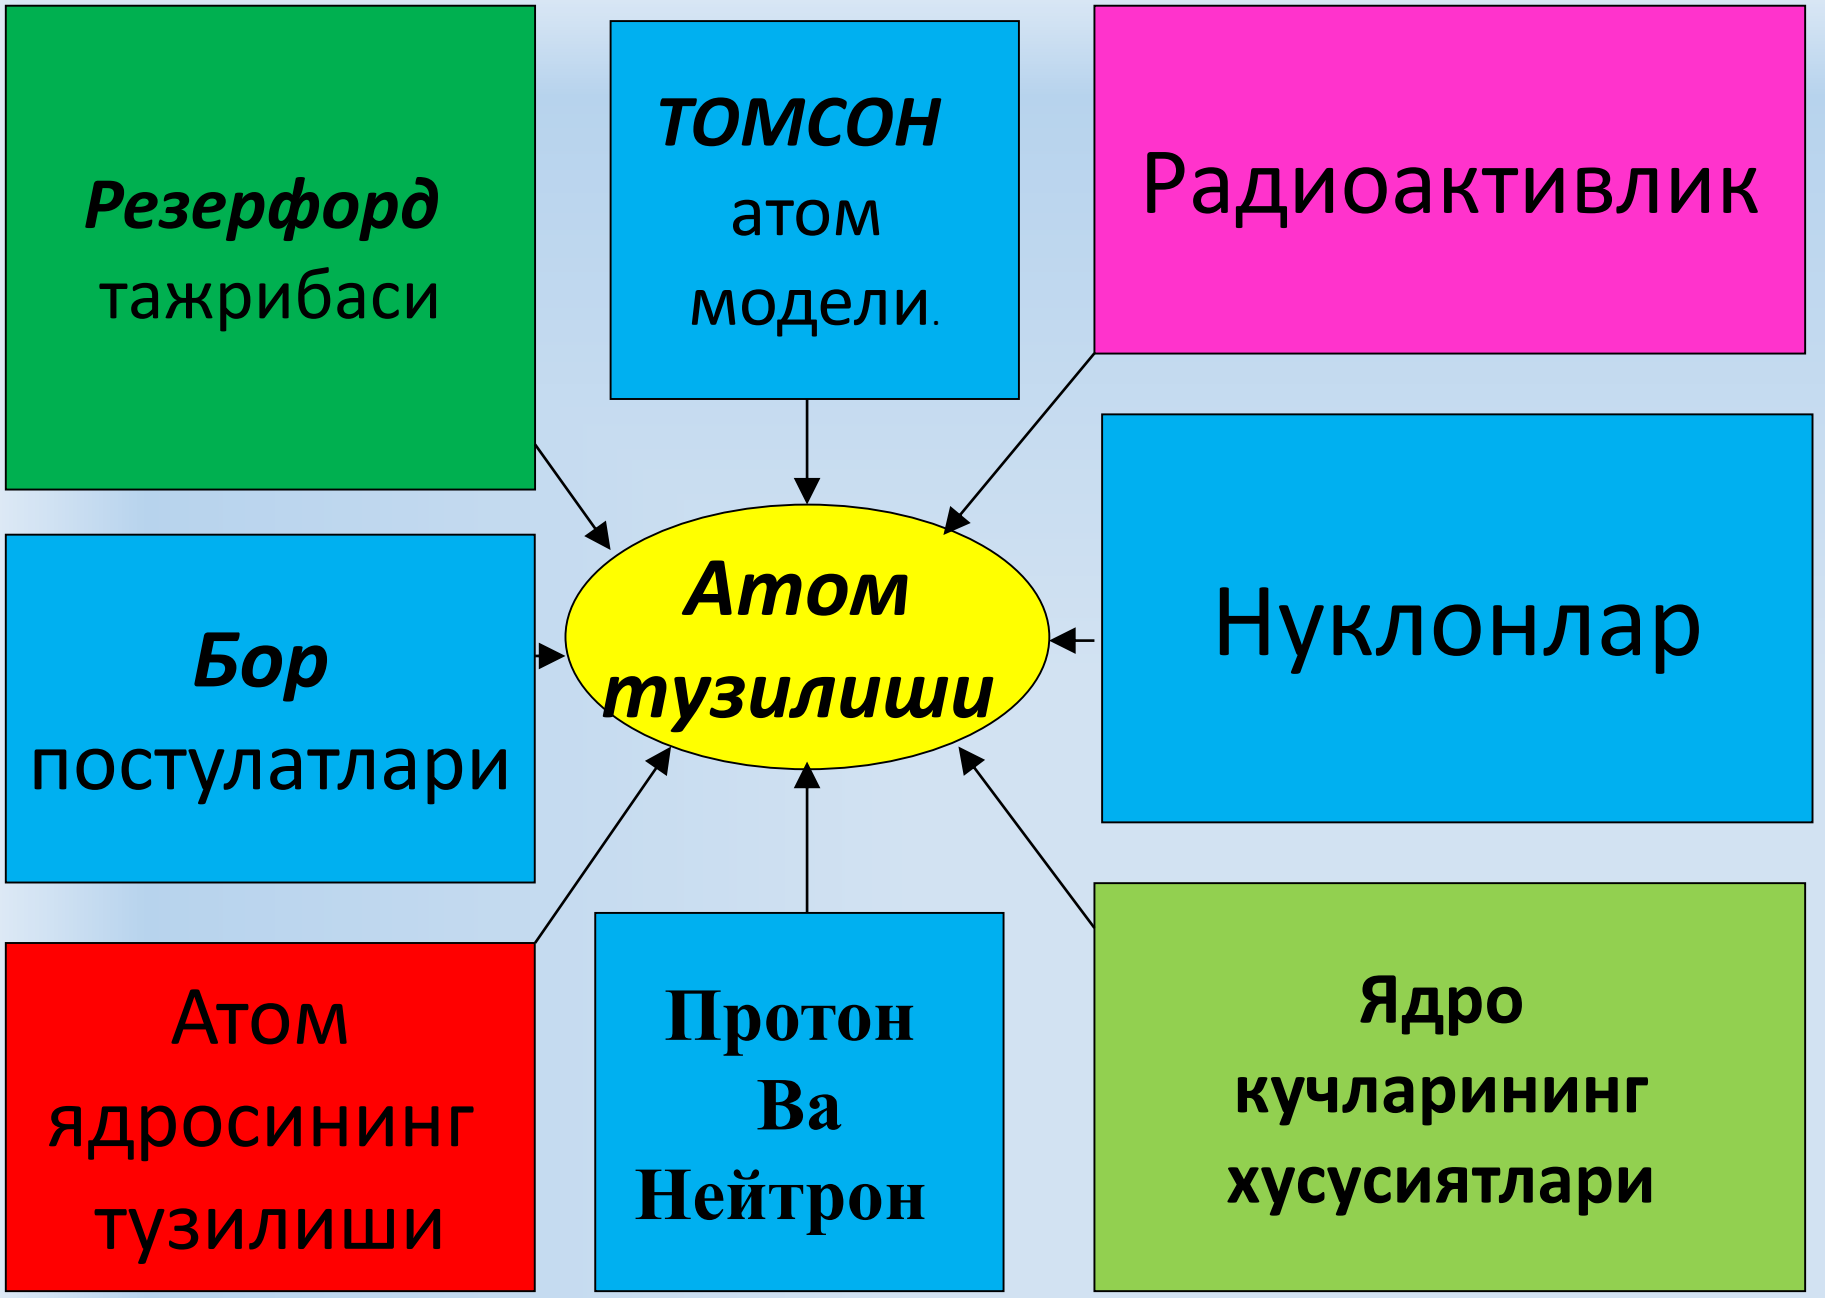 Резерфорд
тажрибаси
ТОМСОН
атом
модели.
Радиоактивлик
Бор
постулатлари
Атом
тузилиши
Нуклонлар
Атом
ядросининг
тузилиши
Протон
Ва
Нейтрон
Ядро
кучларининг
хусусиятлари